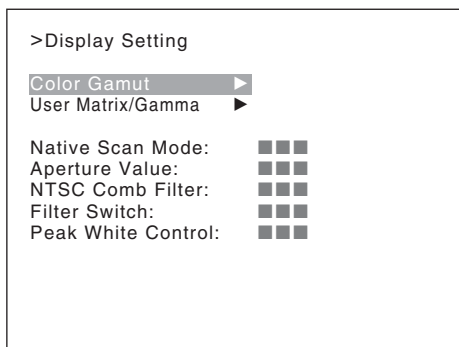 >Display Setting
Color Gamut ▶
User Matrix/Gamma ▶
Native Scan Mode: ■■■
Aperture Value: ■■■
NTSC Comb Filter: ■■■
Filter Switch: ■■■
Peak White Control: ■■■